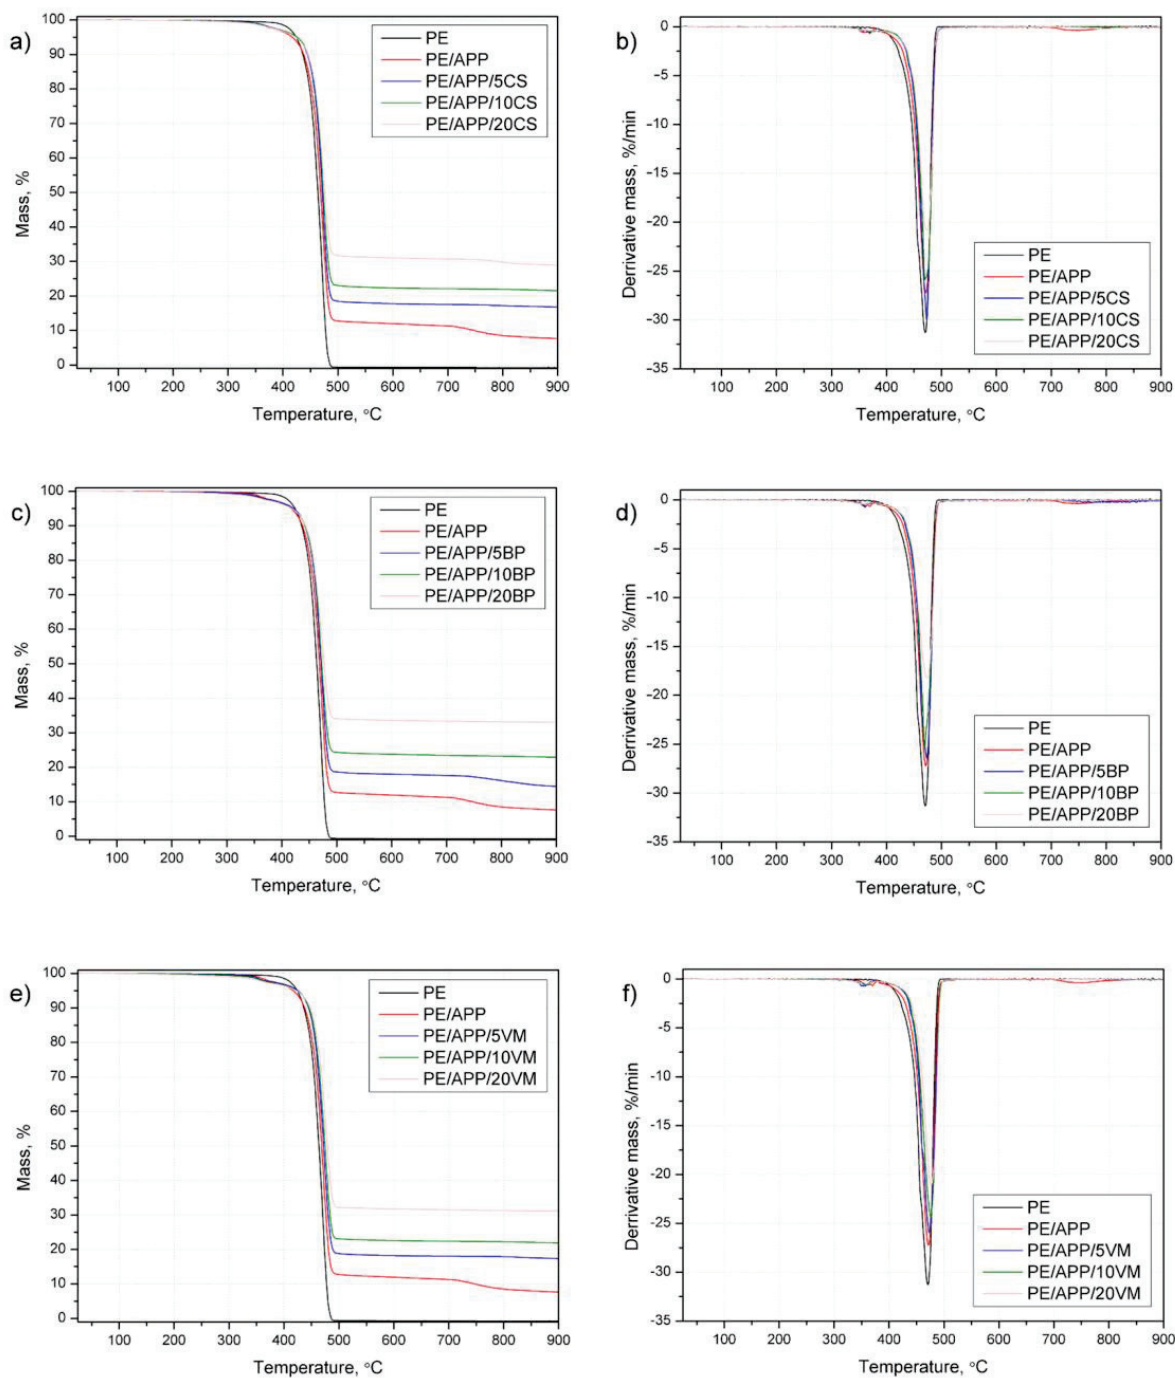 a)
100
90
80
70
60
50
40
30
20
10
0
Mass, %
PE
PE/APP
PE/APP/5CS
PE/APP/10CS
PE/APP/20CS
100 200 300 400 500 600 700 800 900
Temperature, °C
b)
0
−5
−10
−15
−20
−25
−30
−35
Derrivative mass, %/min
PE
PE/APP
PE/APP/5CS
PE/APP/10CS
PE/APP/20CS
100 200 300 400 500 600 700 800 900
Temperature, °C
c)
100
90
80
70
60
50
40
30
20
10
0
Mass, %
PE
PE/APP
PE/APP/5BP
PE/APP/10BP
PE/APP/20BP
100 200 300 400 500 600 700 800 900
Temperature, °C
d)
0
−5
−10
−15
−20
−25
−30
−35
Derrivative mass, %/min
PE
PE/APP
PE/APP/5BP
PE/APP/10BP
PE/APP/20BP
100 200 300 400 500 600 700 800 900
Temperature, °C
e)
100
90
80
70
60
50
40
30
20
10
0
Mass, %
PE
PE/APP
PE/APP/5VM
PE/APP/10VM
PE/APP/20VM
100 200 300 400 500 600 700 800 900
Temperature, °C
f)
0
−5
−10
−15
−20
−25
−30
−35
Derrivative mass, %/min
PE
PE/APP
PE/APP/5VM
PE/APP/10VM
PE/APP/20VM
100 200 300 400 500 600 700 800 900
Temperature, °C